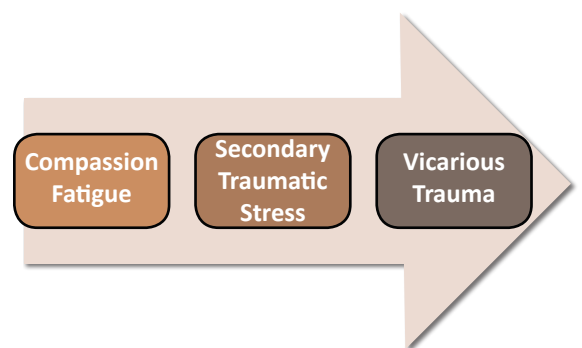 Compassion
Fatigue
Secondary
Traumatic
Stress
Vicarious
Trauma